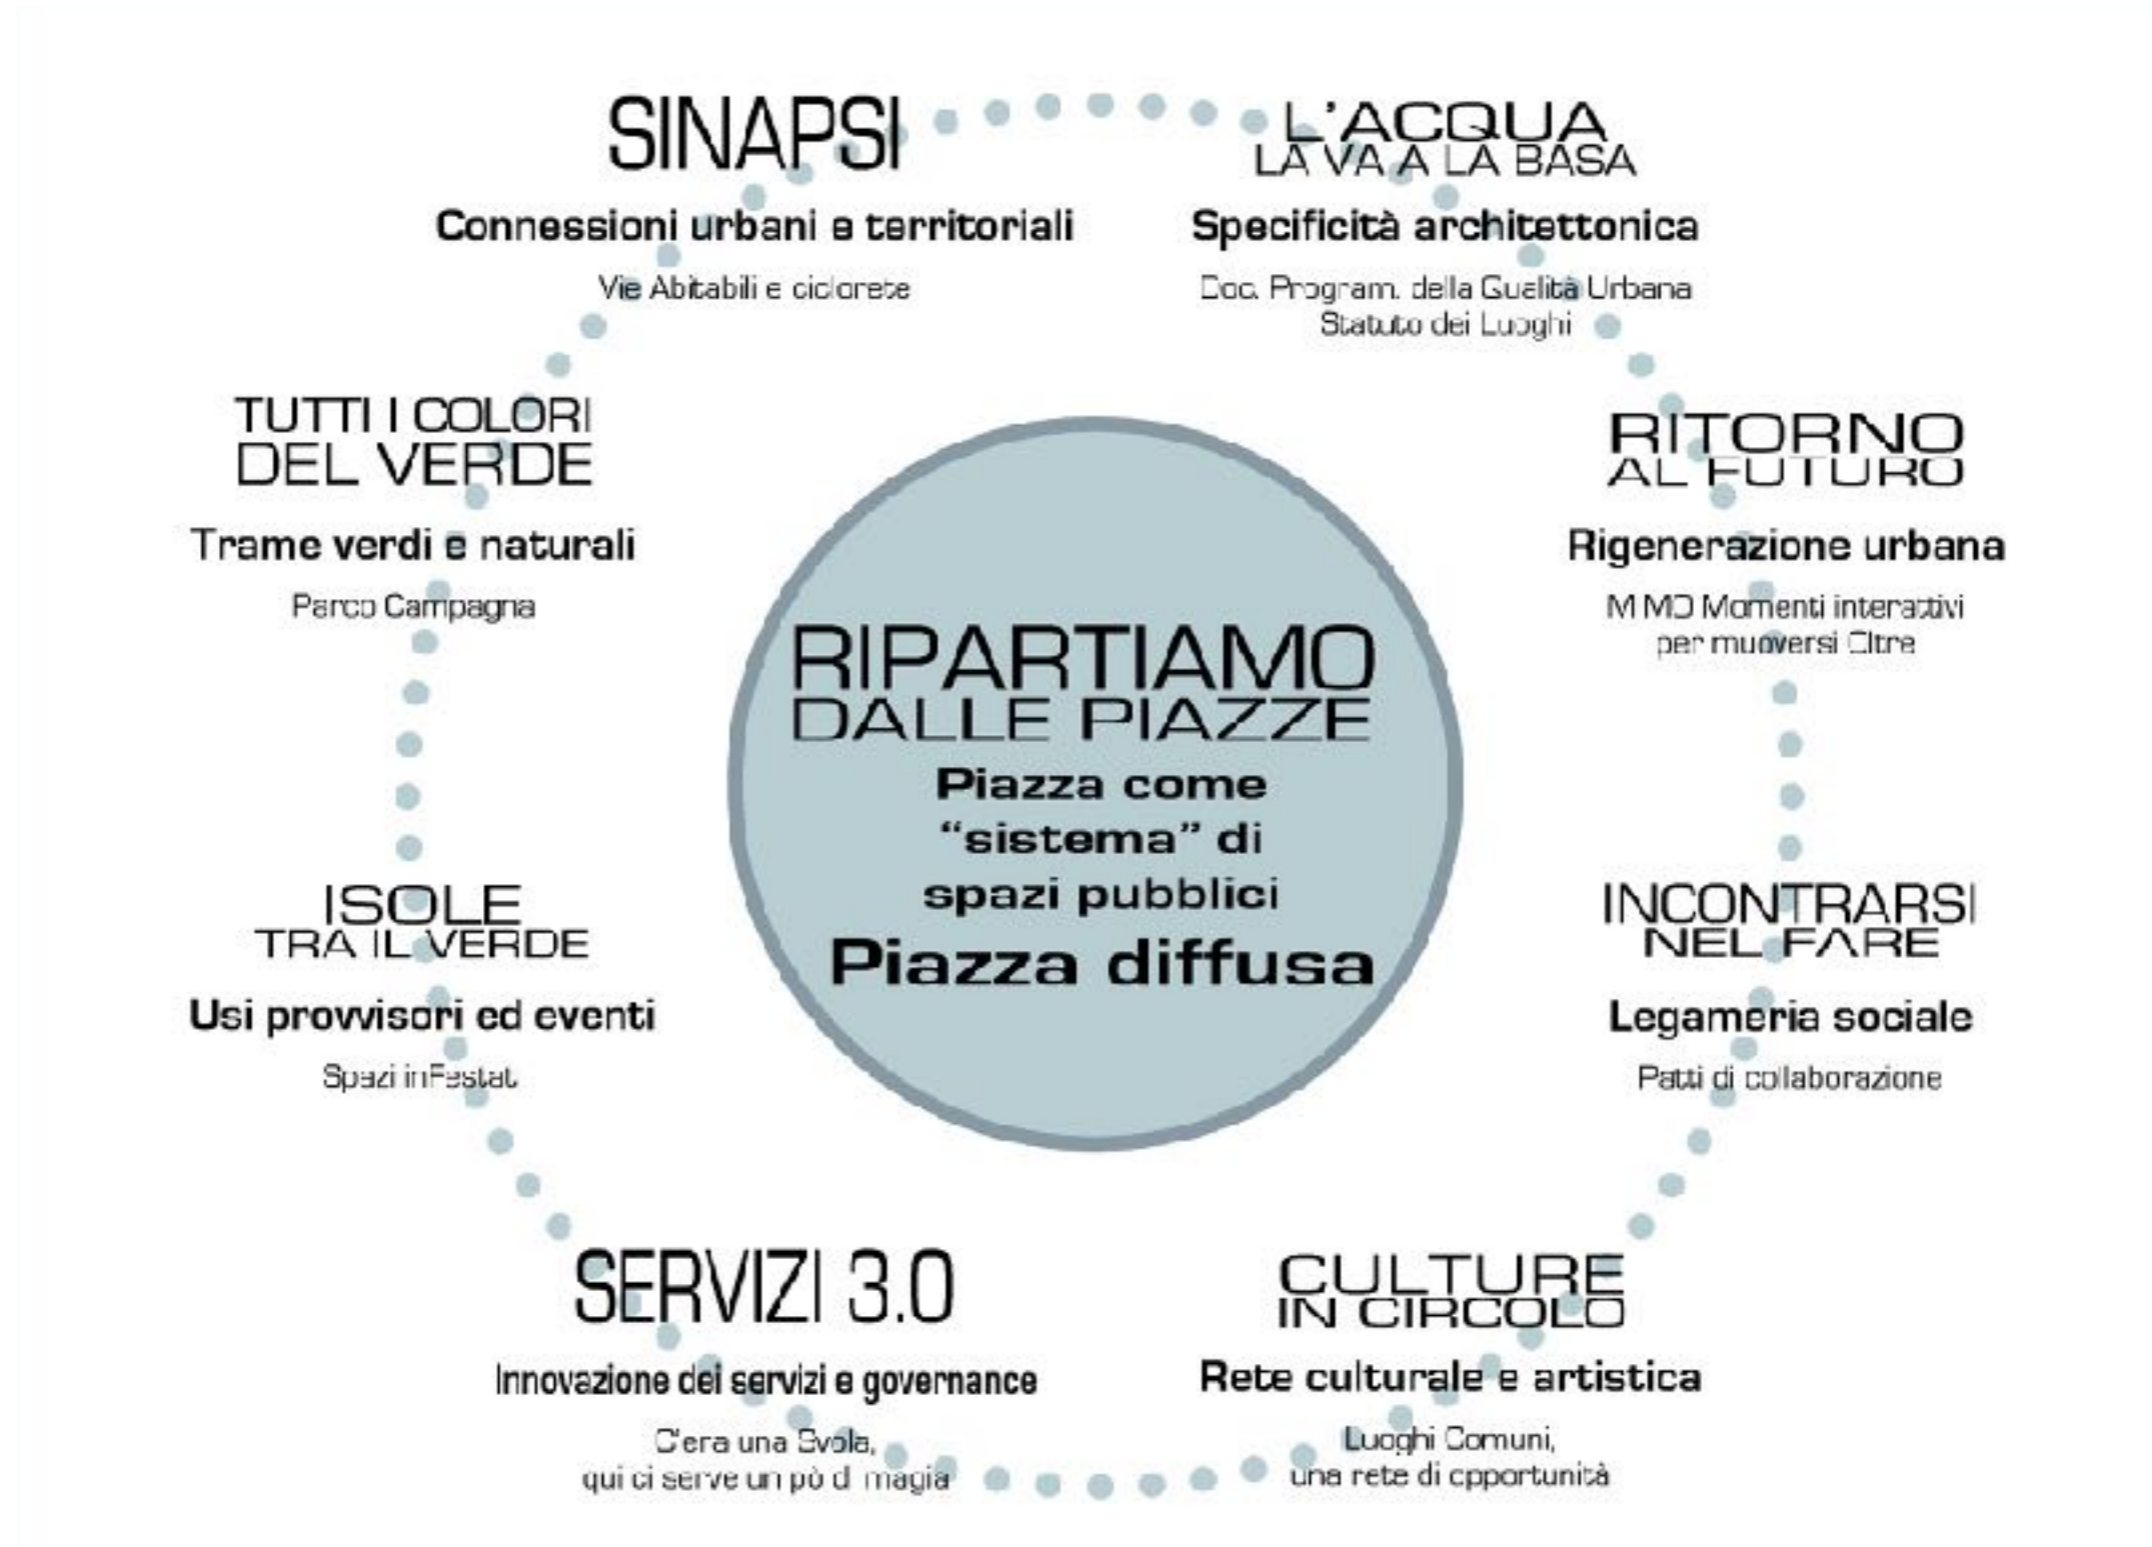 SINAPSI
Connessioni urbani e territoriali
Vie Abitabili e ciclorete
L'ACQUA
LA VA A LA BASA
Specificità architettonica
Doc. Program. della Qualità Urbana
Statuto dei Luoghi
TUTTI I COLORI
DEL VERDE
Trame verdi e naturali
Parco Campagna
RITORNO
AL FUTURO
Rigenerazione urbana
MIMO Momenti interattivi
per muoversi Oltre
RIPARTIAMO
DALLE PIAZZE
Piazza come
“sistema” di
spazi pubblici
Piazza diffusa
ISOLE
TRA IL VERDE
Usi provvisori ed eventi
Spazi inFestat
INCONTRARSI
NEL FARE
Legameria sociale
Patti di collaborazione
SERVIZI 3.0
Innovazione dei servizi e governance
C'era una
qui ci serve un pò di magia
CULTURE
IN CIRCOLO
Rete culturale e artistica
Luoghi Comuni,
una rete di opportunità